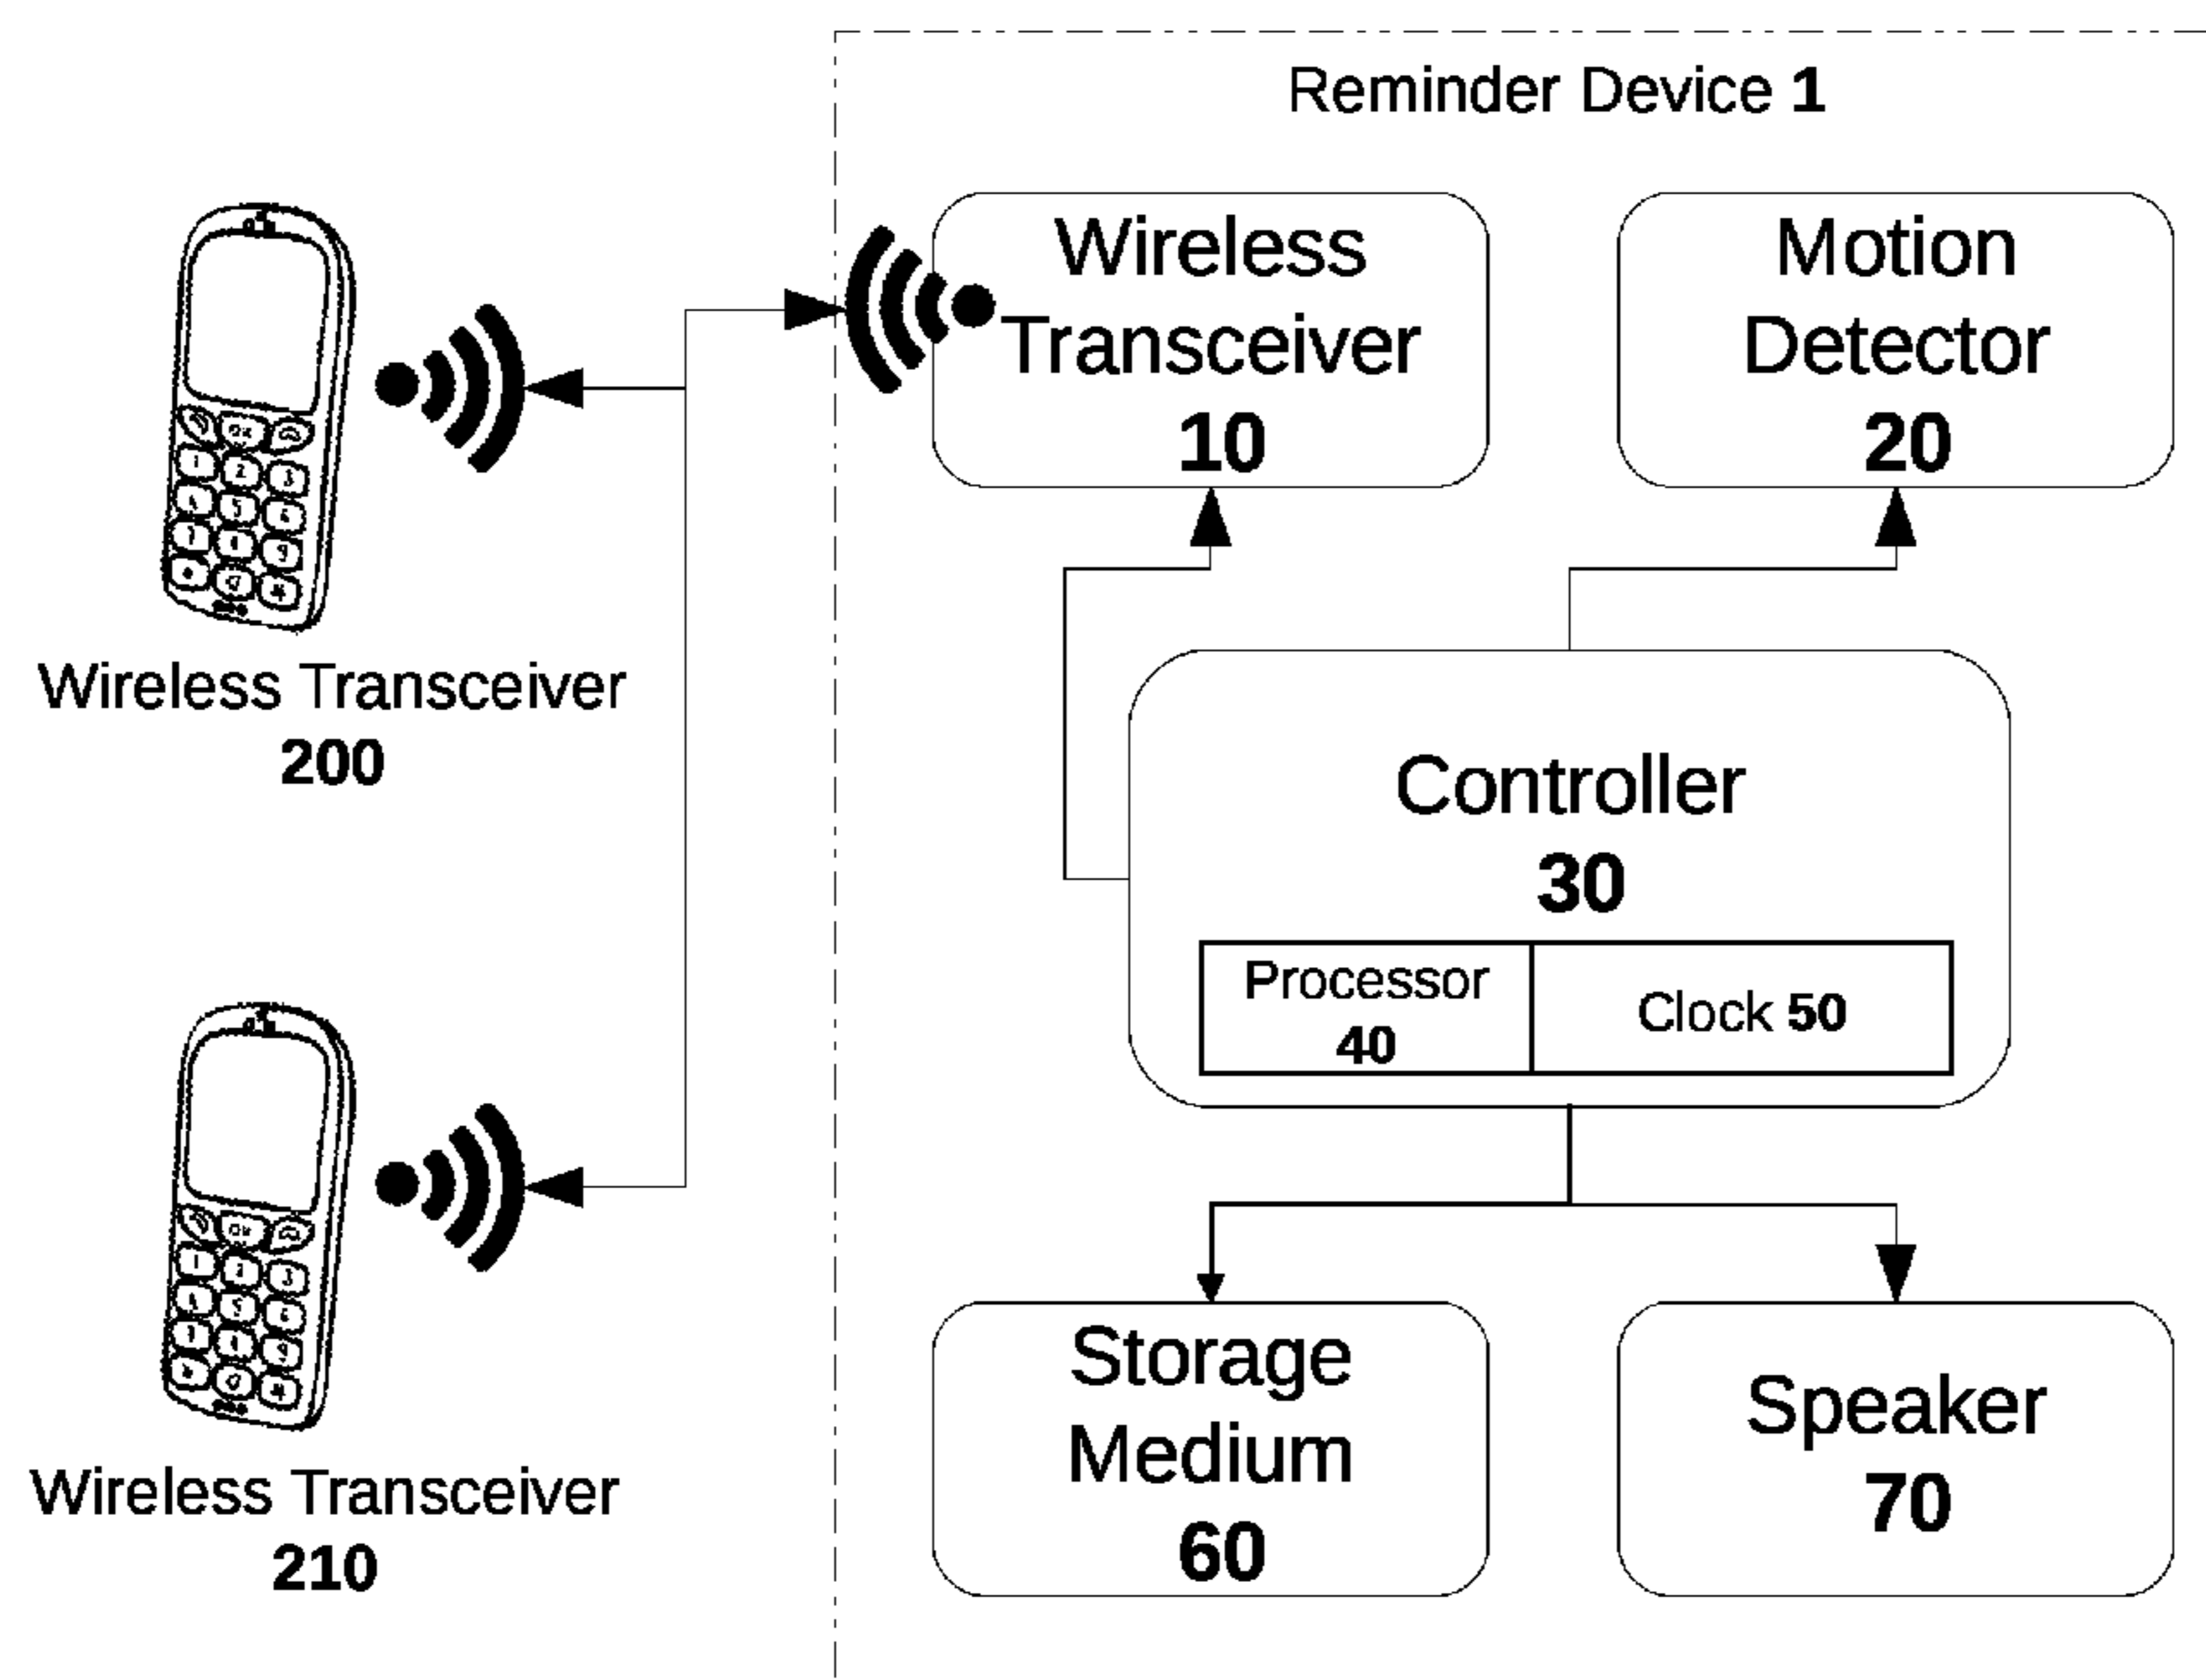 Reminder Device 1
Wireless
Transceiver
10
Motion
Detector
20
Wireless Transceiver
200
Controller
30
Processor
40
Clock 50
Wireless Transceiver
210
Storage
Medium
60
Speaker
70